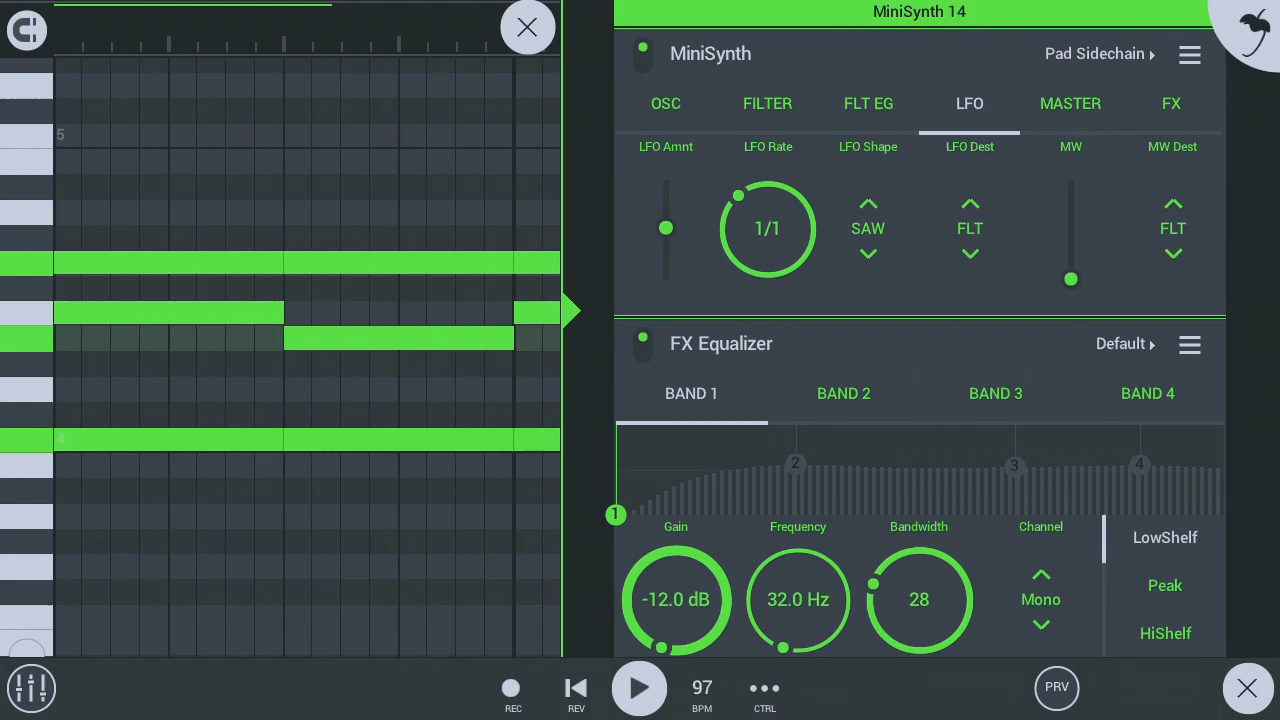 MiniSynth 14
MiniSynth
Pad Sidechain
OSC FILTER FLT EG LFO MASTER FX
LFO Amnt LFO Rate LFO Shape LFO Dest MW MW Dest
1/1 SAW FLT FLT
5
4
FX Equalizer
Default
BAND 1 BAND 2 BAND 3 BAND 4
1 2 3 4
Gain Frequency Bandwidth Channel
-12.0 dB 32.0 Hz 28 Mono
LowShelf
Peak
HiShelf
97
REC REV BPM CTRL
PRV